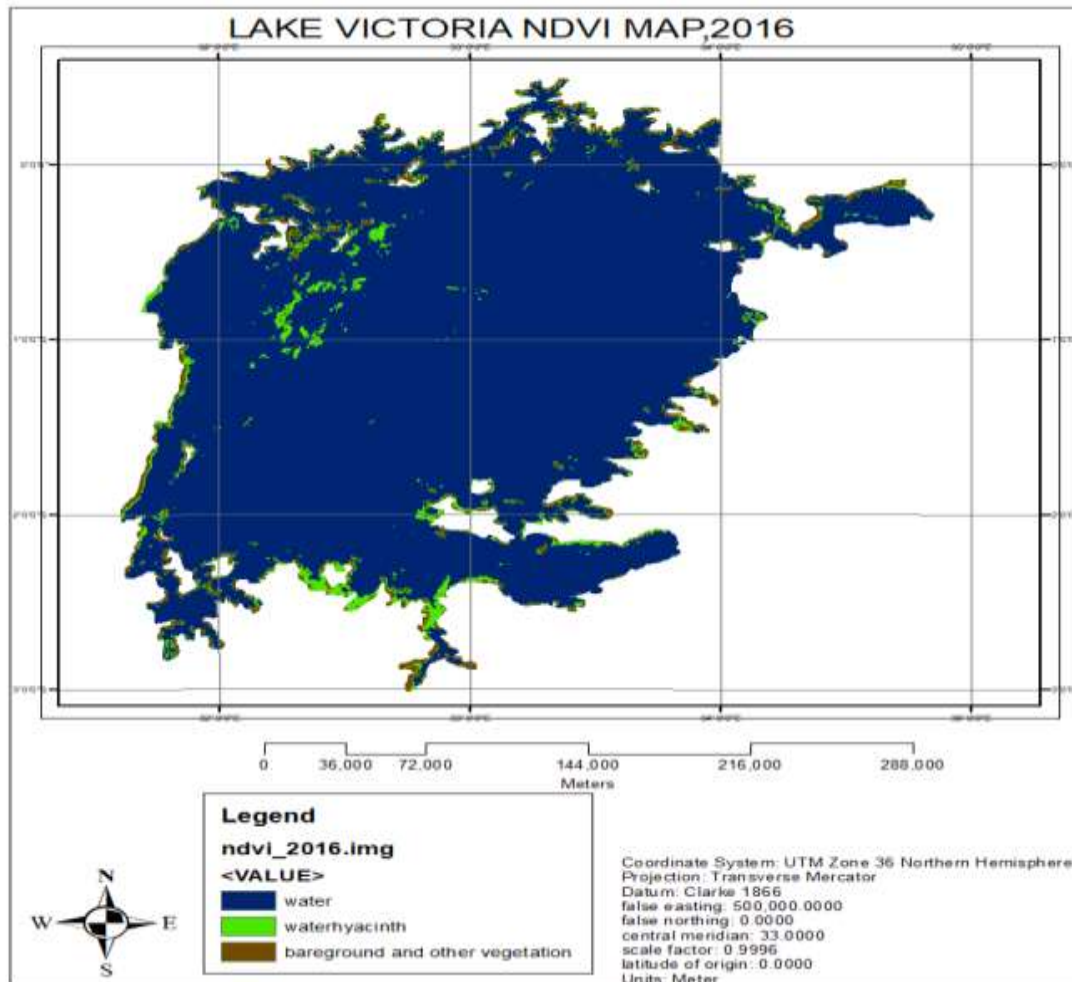 LAKE VICTORIA NDVI MAP,2016
0 36,000 72,000 144,000 216,000 288,000
Meters
Legend
ndvi_2016.img
<VALUE>
water
waterhyacinth
bareground and other vegetation
N
W E
S
Coordinate System: UTM Zone 36 Northern Hemisphere
Projection: Transverse Mercator
Datum: Clarke 1866
false easting: 500,000.0000
false northing: 0.0000
central meridian: 33.0000
scale factor: 0.9996
latitude of origin: 0.0000
Units: Meter